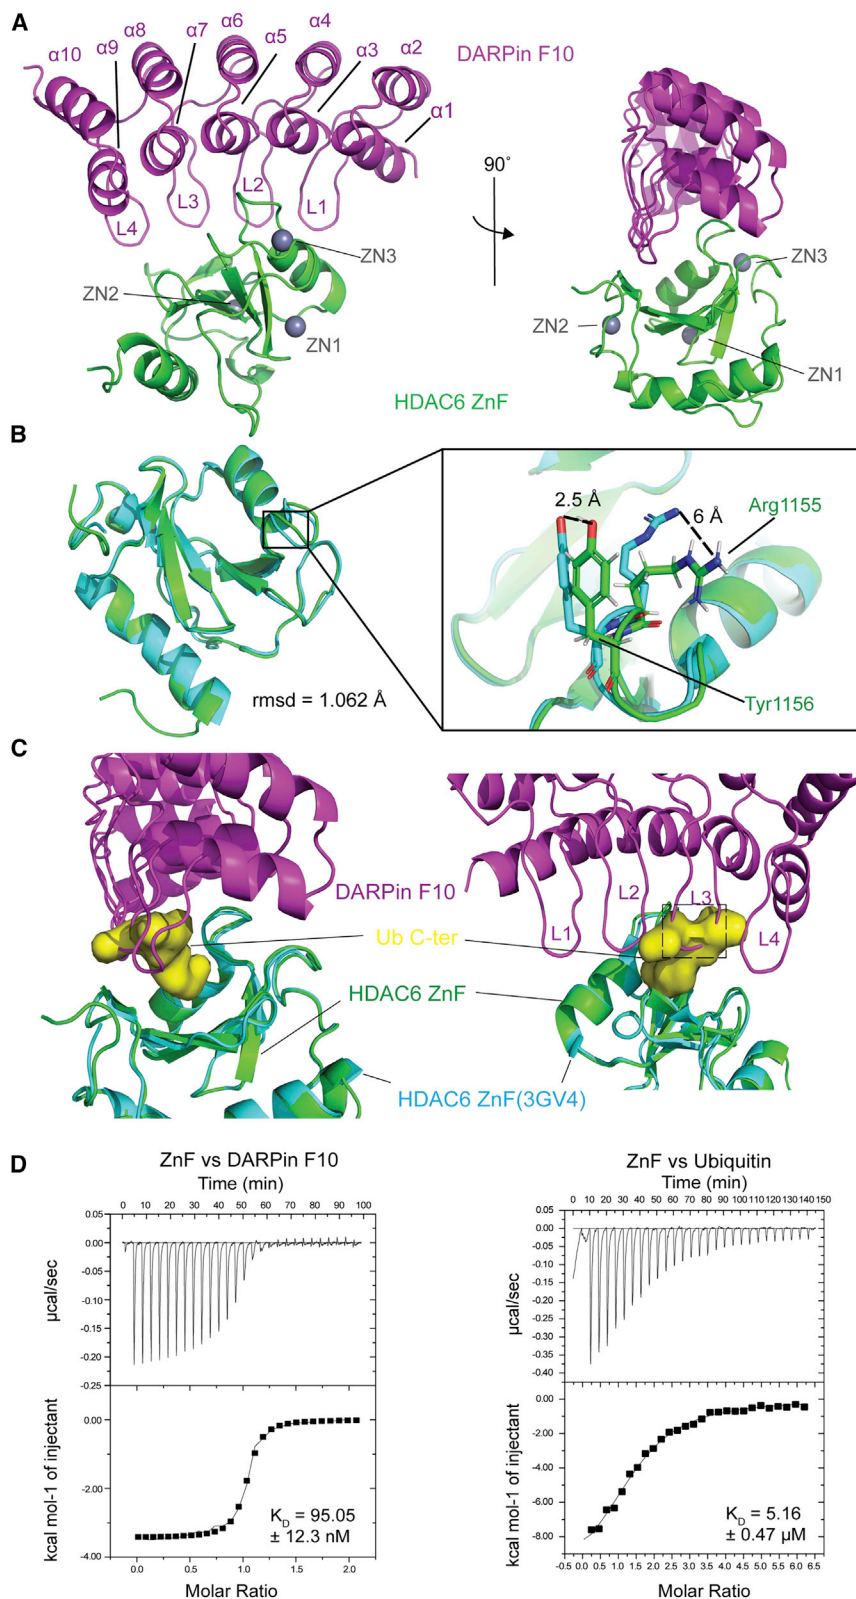 A
α10
α9
α8
α7
α6
α5
α4
α3
α2
α1
DARPin F10
L4
L3
L2
L1
ZN3
ZN2
ZN1
HDAC6 ZnF
90°
ZN3
ZN2
ZN1
B
rmsd = 1.062 Å
2.5 Å
6 Å
Arg1155
Tyr1156
C
DARPin F10
Ub C-ter
HDAC6 ZnF
HDAC6 ZnF(3GV4)
L1
L2
L3
L4
D
ZnF vs DARPin F10
Time (min)
0 10 20 30 40 50 60 70 80 90 100
0.05
0.00
-0.05
-0.10
-0.15
-0.20
-0.25
µcal/sec
0.00
-2.00
-4.00
kcal mol-1 of injectant
K_D = 95.05
± 12.3 nM
0.0 0.5 1.0 1.5 2.0
Molar Ratio
ZnF vs Ubiquitin
Time (min)
0 10 20 30 40 50 60 70 80 90 100 110 120 130 140 150
0.05
0.00
-0.05
-0.10
-0.15
-0.20
-0.25
-0.30
-0.35
-0.40
µcal/sec
0.00
-2.00
-4.00
-6.00
-8.00
kcal mol-1 of injectant
K_D = 5.16
± 0.47 µM
0.0 0.5 1.0 1.5 2.0 2.5 3.0 3.5 4.0 4.5 5.0 5.5 6.0 6.5
Molar Ratio